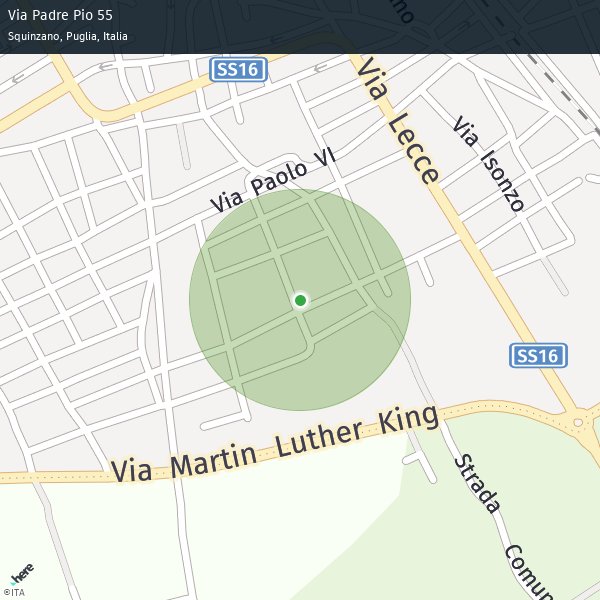 Via Padre Pio 55
Squinzano, Puglia, Italia
SS16
Via Lecce
Via Isonzo
Via Paolo VI
SS16
Via Martin Luther King
Strada Comun
here
©ITA